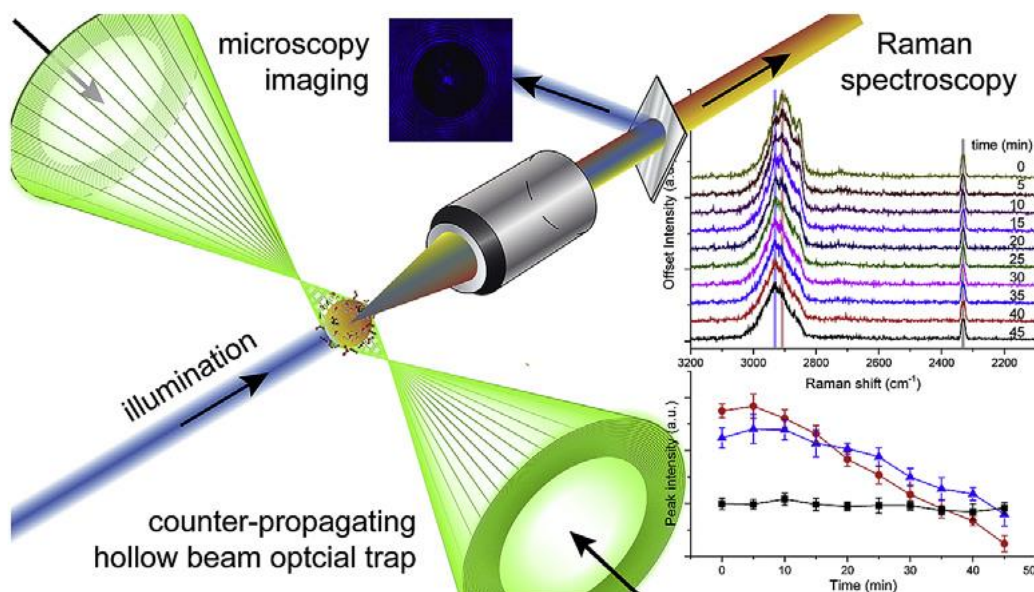 microscopy
imaging
Raman
spectroscopy
time (min)
0
5
10
15
20
25
30
35
40
45
Offset Intensity (a.u.)
3200 3000 2800 2600 2400 2200
Raman shift (cm⁻¹)
illumination
counter-propagating
hollow beam optcial trap
Peak intensity (a.u.)
0 10 20 30 40 50
Time (min)